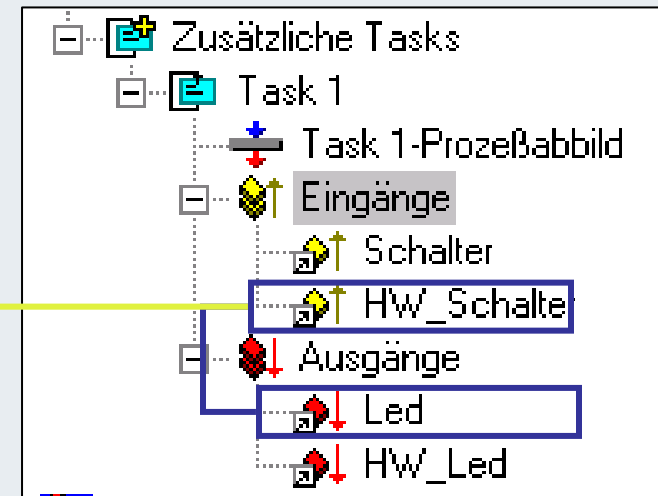 Zusätzliche Tasks
Task 1
Task 1-Prozeßabbild
Eingänge
Schalter
HW_Schalter
Ausgänge
Led
HW_Led